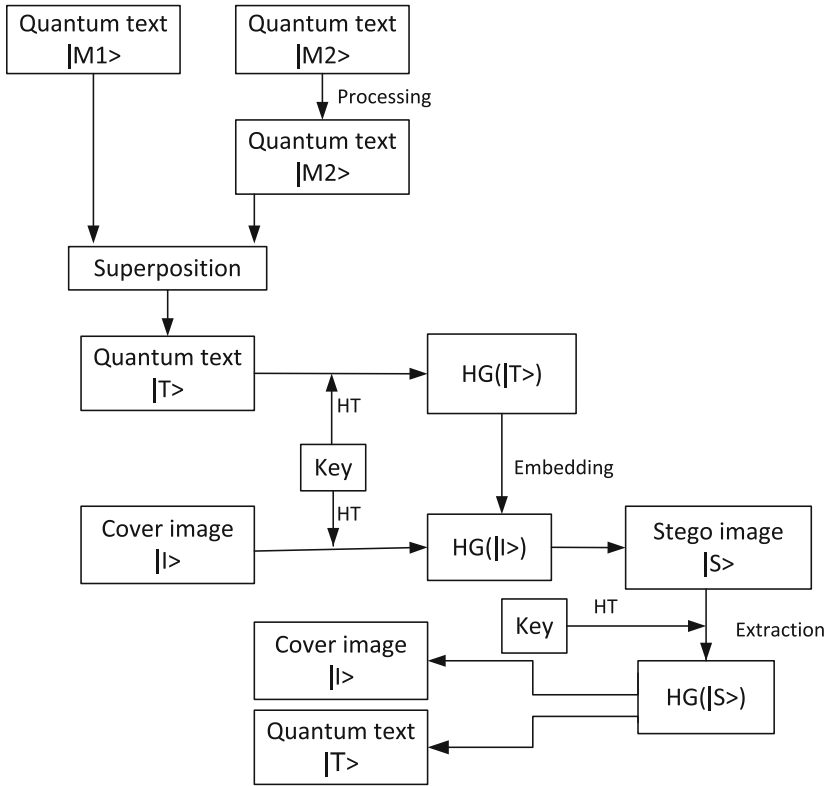 Quantum text
|M1>
Quantum text
|M2>
Processing
Quantum text
|M2>
Superposition
Quantum text
|T>
HG(|T>)
HT
Key
Embedding
HT
Cover image
|I>
HG(|I>)
Stego image
|S>
Key
HT
Extraction
Cover image
|I>
HG(|S>)
Quantum text
|T>